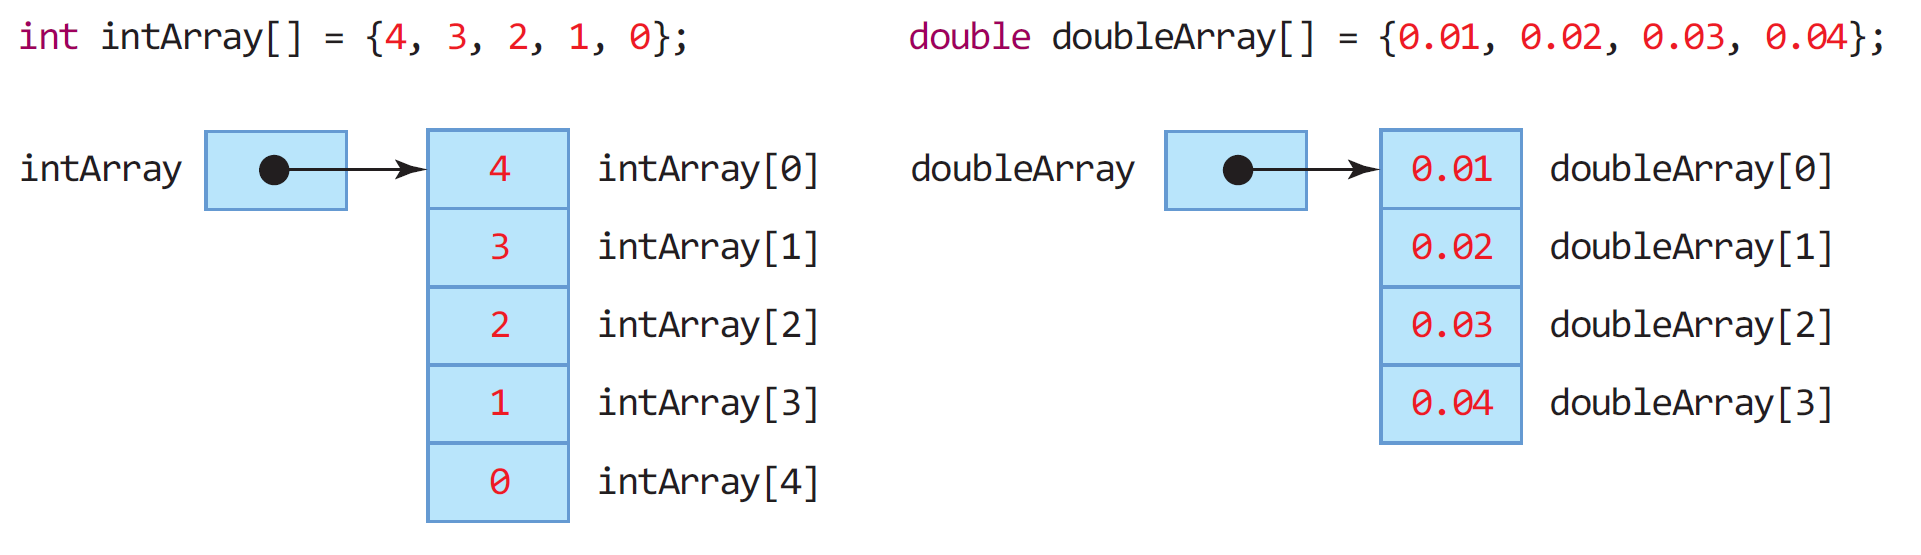 int intArray[] = {4, 3, 2, 1, 0};
intArray
4 intArray[0]
3 intArray[1]
2 intArray[2]
1 intArray[3]
0 intArray[4]
double doubleArray[] = {0.01, 0.02, 0.03, 0.04};
doubleArray
0.01 doubleArray[0]
0.02 doubleArray[1]
0.03 doubleArray[2]
0.04 doubleArray[3]